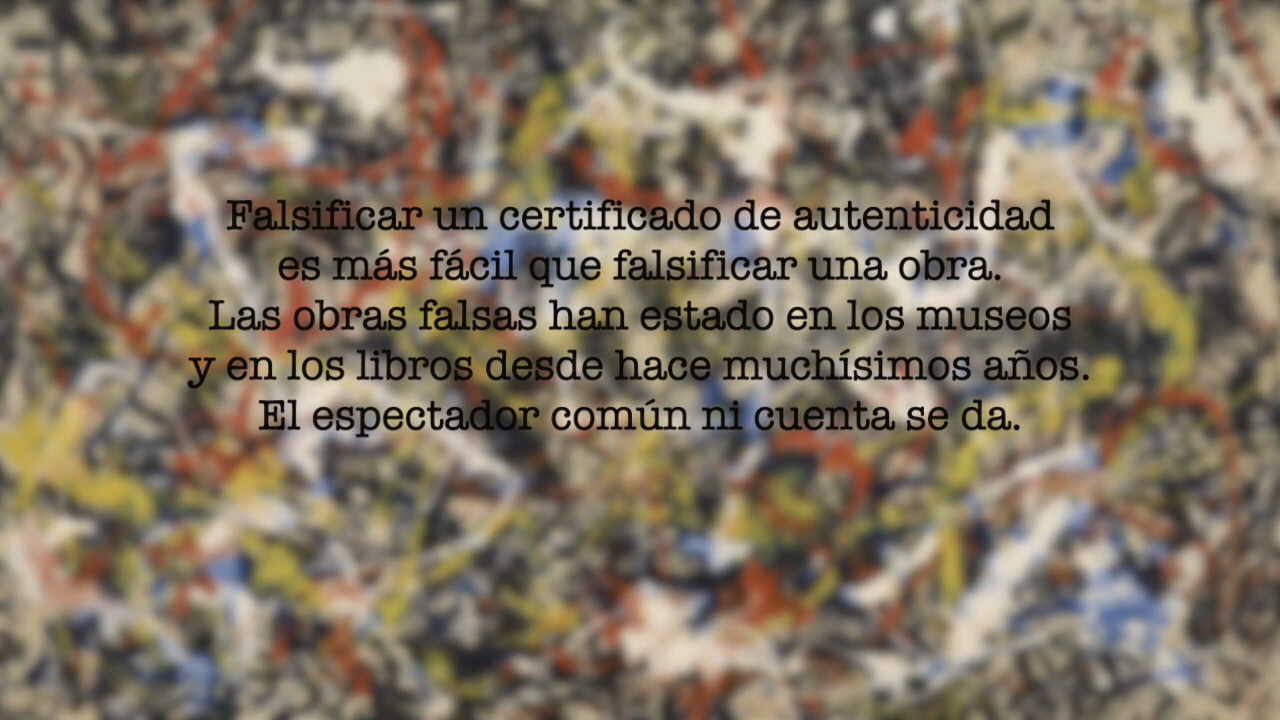 Falsificar un certificado de autenticidad
es más fácil que falsificar una obra.
Las obras falsas han estado en los museos
y en los libros desde hace muchísimos años.
El espectador común ni cuenta se da.